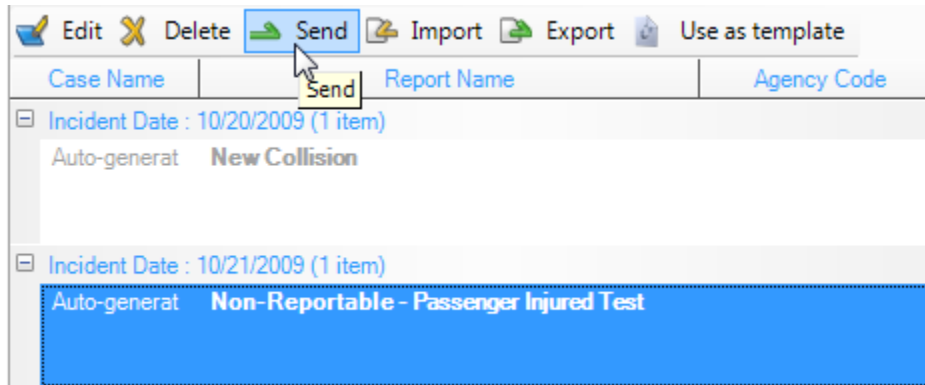 Edit Delete Send Import Export Use as template
Case Name Report Name Agency Code
Send
Incident Date : 10/20/2009 (1 item)
Auto-generat New Collision
Incident Date : 10/21/2009 (1 item)
Auto-generat Non-Reportable - Passenger Injured Test